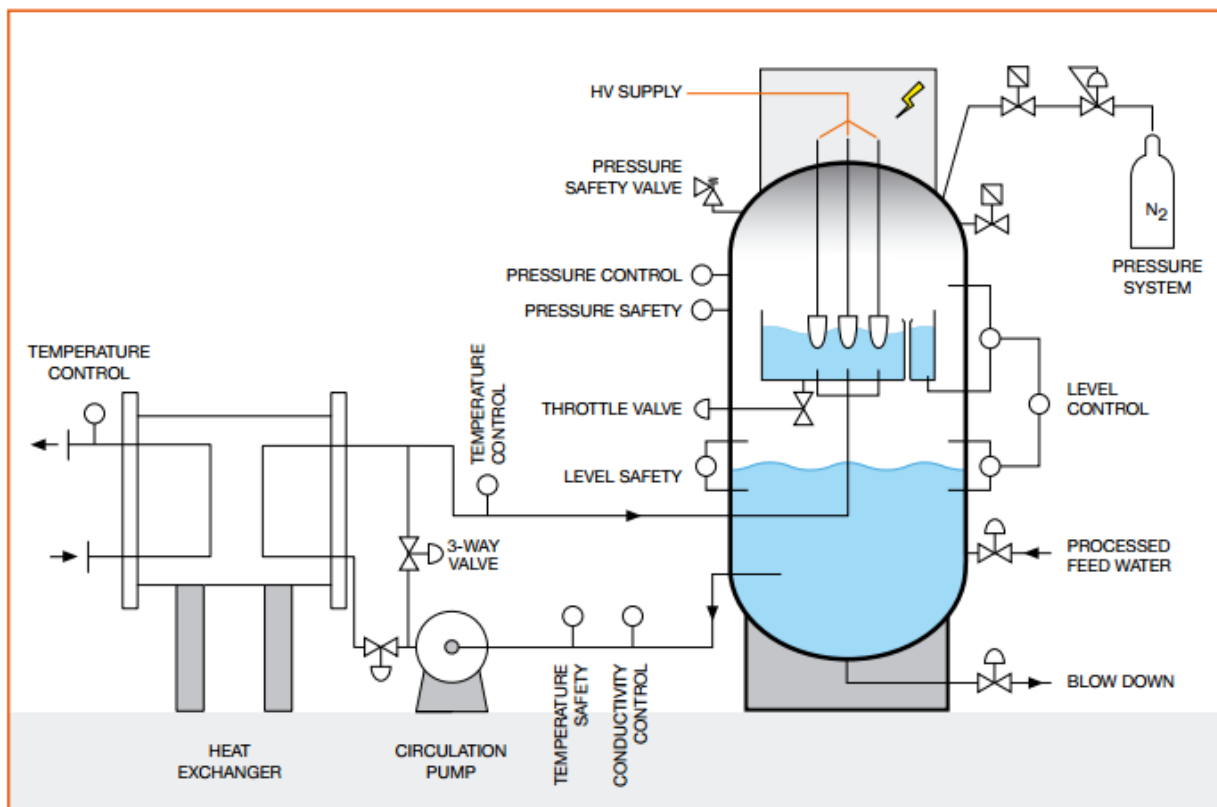 HV SUPPLY
PRESSURE
SAFETY VALVE
N2
PRESSURE
SYSTEM
PRESSURE CONTROL
PRESSURE SAFETY
TEMPERATURE
CONTROL
TEMPERATURE
CONTROL
THROTTLE VALVE
LEVEL
CONTROL
LEVEL SAFETY
3-WAY
VALVE
PROCESSED
FEED WATER
BLOW DOWN
TEMPERATURE
SAFETY
CONDUCTIVITY
CONTROL
HEAT
EXCHANGER
CIRCULATION
PUMP